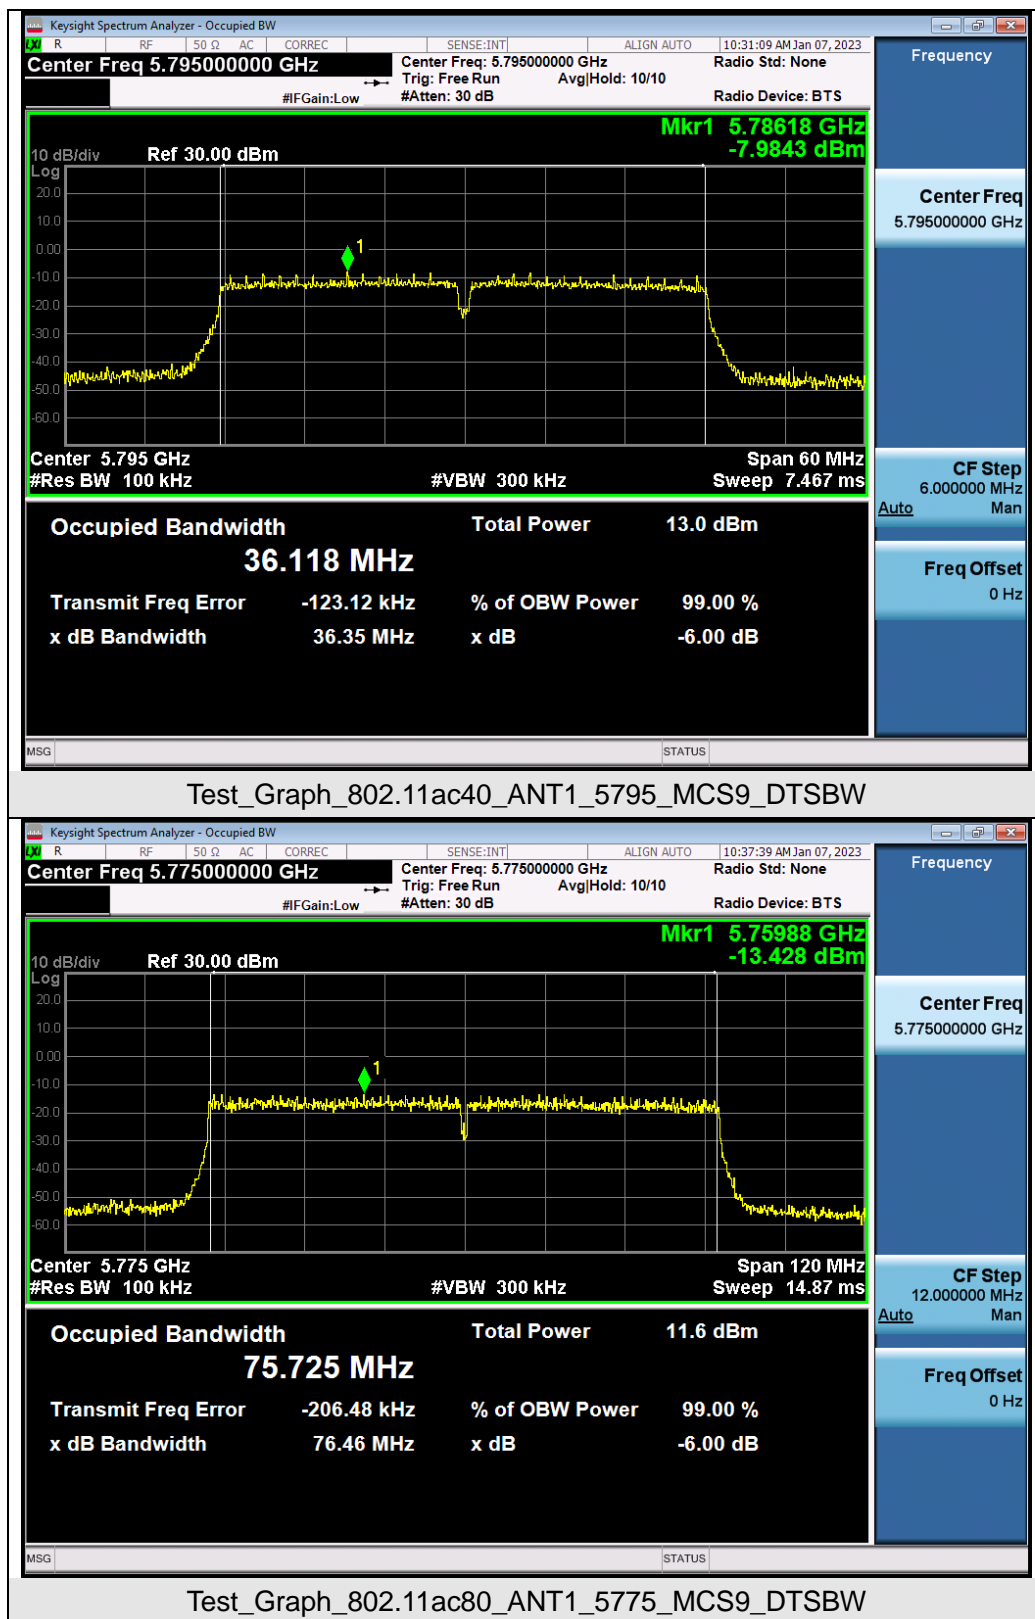 Keysight Spectrum Analyzer - Occupied BW
LXI R RF 50 Ω AC CORREC SENSE:INT ALIGN AUTO 10:31:09 AM Jan 07, 2023
Center Freq 5.795000000 GHz Center Freq: 5.795000000 GHz Radio Std: None
Trig: Free Run Avg|Hold: 10/10
#IFGain:Low #Atten: 30 dB Radio Device: BTS
Frequency
Mkr1 5.78618 GHz
-7.9843 dBm
10 dB/div Ref 30.00 dBm
Log
20.0
10.0
0.00
-10.0
-20.0
-30.0
-40.0
-50.0
-60.0
1
Center 5.795 GHz Span 60 MHz
#Res BW 100 kHz #VBW 300 kHz Sweep 7.467 ms
Center Freq
5.795000000 GHz
CF Step
6.000000 MHz
Auto Man
Freq Offset
0 Hz
Occupied Bandwidth Total Power 13.0 dBm
36.118 MHz
Transmit Freq Error -123.12 kHz % of OBW Power 99.00 %
x dB Bandwidth 36.35 MHz x dB -6.00 dB
MSG STATUS
Test_Graph_802.11ac40_ANT1_5795_MCS9_DTSBW
Keysight Spectrum Analyzer - Occupied BW
LXI R RF 50 Ω AC CORREC SENSE:INT ALIGN AUTO 10:37:39 AM Jan 07, 2023
Center Freq 5.775000000 GHz Center Freq: 5.775000000 GHz Radio Std: None
Trig: Free Run Avg|Hold: 10/10
#IFGain:Low #Atten: 30 dB Radio Device: BTS
Frequency
Mkr1 5.75988 GHz
-13.428 dBm
10 dB/div Ref 30.00 dBm
Log
20.0
10.0
0.00
-10.0
-20.0
-30.0
-40.0
-50.0
-60.0
1
Center 5.775 GHz Span 120 MHz
#Res BW 100 kHz #VBW 300 kHz Sweep 14.87 ms
Center Freq
5.775000000 GHz
CF Step
12.000000 MHz
Auto Man
Freq Offset
0 Hz
Occupied Bandwidth Total Power 11.6 dBm
75.725 MHz
Transmit Freq Error -206.48 kHz % of OBW Power 99.00 %
x dB Bandwidth 76.46 MHz x dB -6.00 dB
MSG STATUS
Test_Graph_802.11ac80_ANT1_5775_MCS9_DTSBW